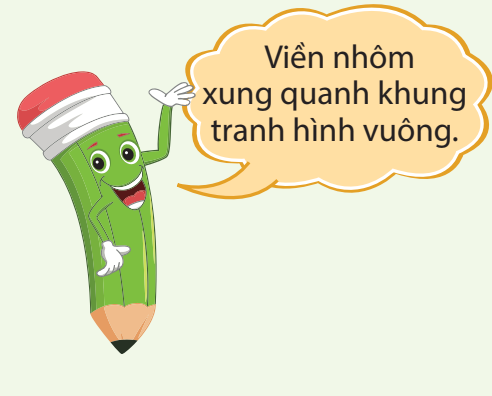 Viền nhôm
xung quanh khung
tranh hình vuông.